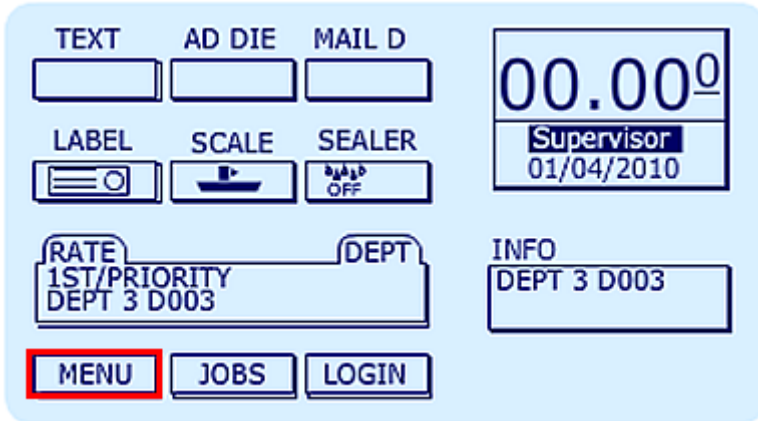 TEXT AD DIE MAIL D
00.000
LABEL SCALE SEALER
Supervisor
01/04/2010
OFF
RATE DEPT
1ST/PRIORITY
DEPT 3 D003
INFO
DEPT 3 D003
MENU JOBS LOGIN